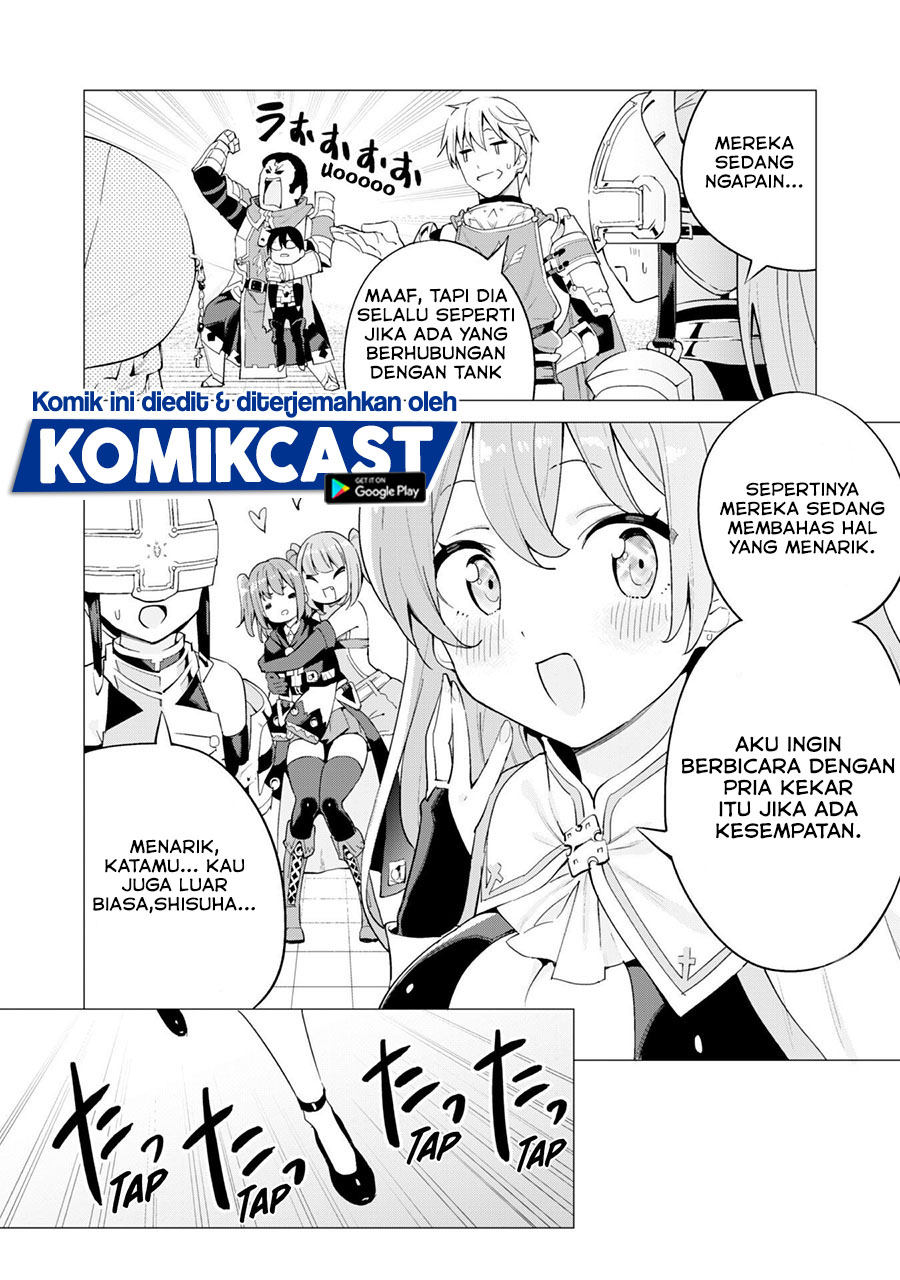 MEREKA
SEDANG
NGAPAIN...
うおおおお
UOOOOO
MAAF, TAPI DIA
SELALU SEPERTI
JIKA ADA YANG
BERHUBUNGAN
DENGAN TANK
Komik ini diedit & diterjemahkan oleh
KOMIKCAST
GET IT ON
Google Play
SEPERTINYA
MEREKA SEDANG
MEMBAHAS HAL
YANG MENARIK.
AKU INGIN
BERBICARA DENGAN
PRIA KEKAR
ITU JIKA ADA
KESEMPATAN.
MENARIK,
KATAMU... KAU
JUGA LUAR
BIASA,SHISUHA...
たっ
TAP
たっ
TAP
たっ
TAP
たっ
TAP